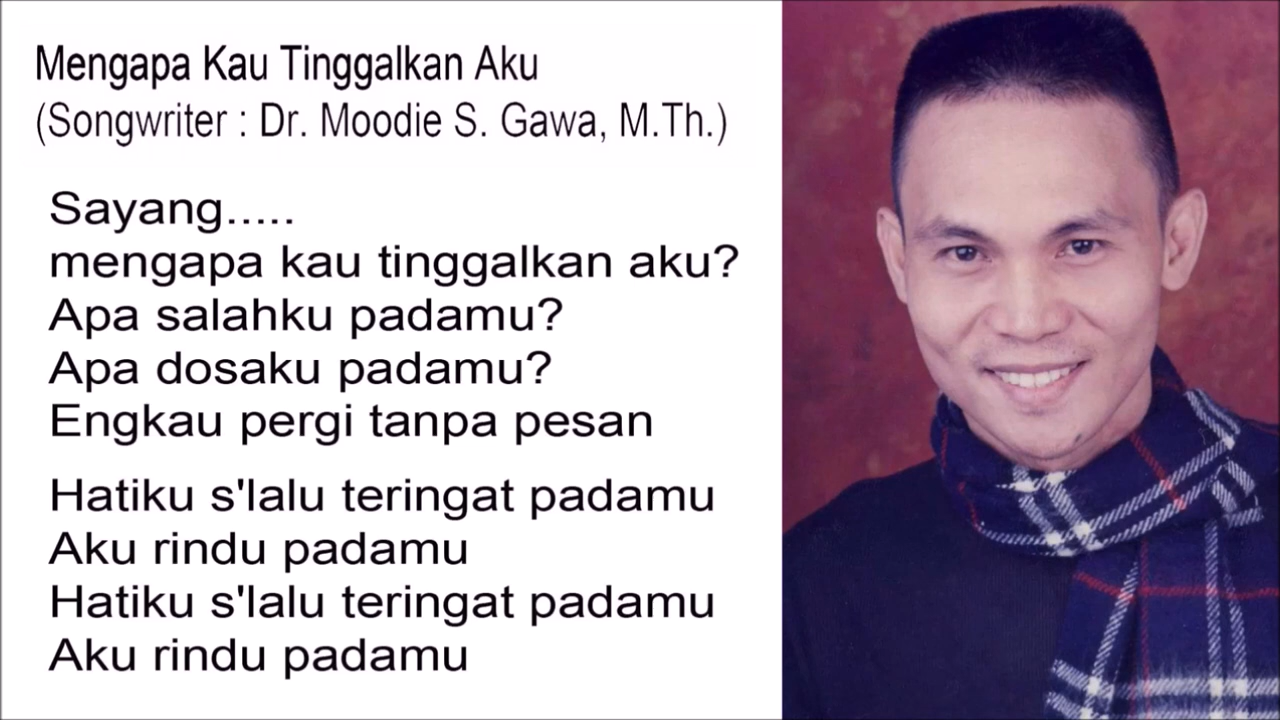 Mengapa Kau Tinggalkan Aku
(Songwriter : Dr. Moodie S. Gawa, M.Th.)
Sayang.....
mengapa kau tinggalkan aku?
Apa salahku padamu?
Apa dosaku padamu?
Engkau pergi tanpa pesan
Hatiku s'lalu teringat padamu
Aku rindu padamu
Hatiku s'lalu teringat padamu
Aku rindu padamu